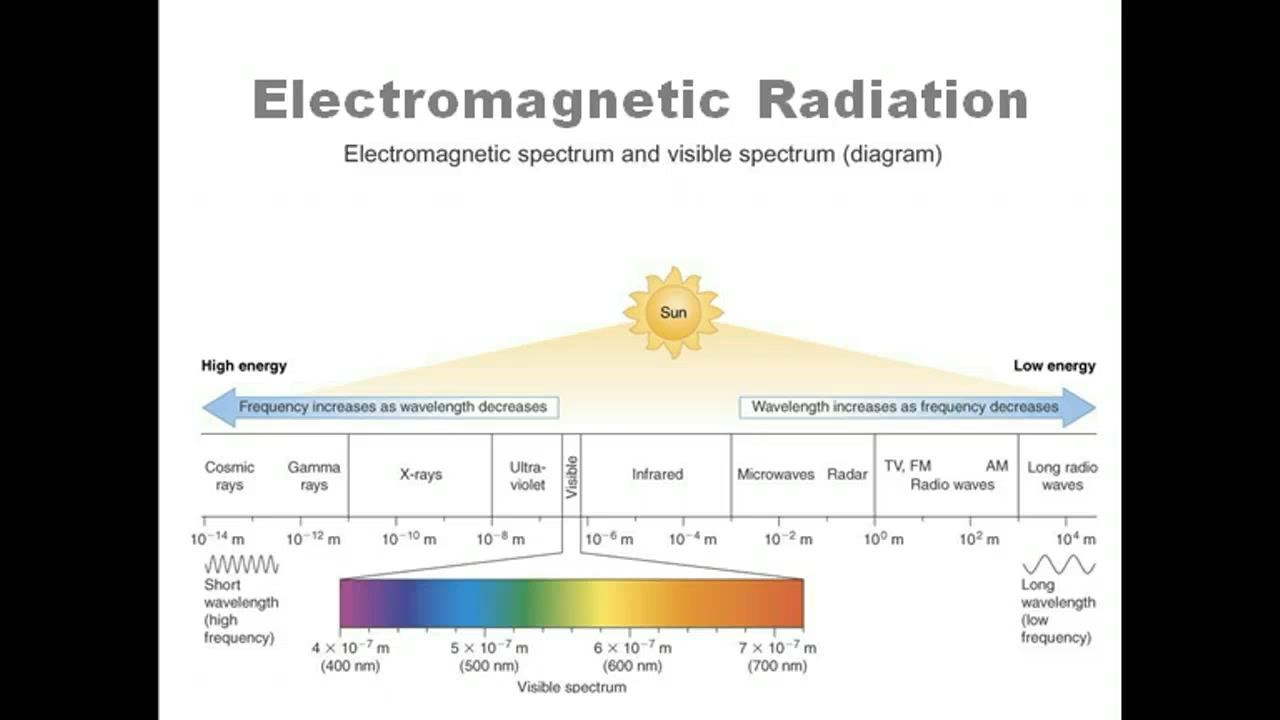 Electromagnetic Radiation
Electromagnetic spectrum and visible spectrum (diagram)
Sun
High energy
Low energy
Frequency increases as wavelength decreases
Wavelength increases as frequency decreases
Cosmic rays
Gamma rays
X-rays
Ultra-
violet
Visible
Infrared
Microwaves
Radar
TV, FM
AM
Radio waves
Long radio
waves
10⁻¹⁴ m
10⁻¹² m
10⁻¹⁰ m
10⁻⁸ m
10⁻⁶ m
10⁻⁴ m
10⁻² m
10⁰ m
10² m
10⁴ m
Short
wavelength
(high
frequency)
Long
wavelength
(low
frequency)
4 × 10⁻⁷ m
(400 nm)
5 × 10⁻⁷ m
(500 nm)
6 × 10⁻⁷ m
(600 nm)
7 × 10⁻⁷ m
(700 nm)
Visible spectrum